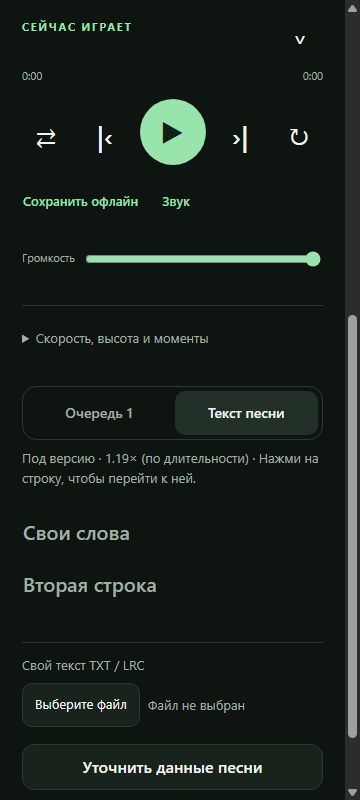 СЕЙЧАС ИГРАЕТ
0:00 0:00
Сохранить офлайн Звук
Громкость
Скорость, высота и моменты
Очередь 1 Текст песни
Под версию · 1.19× (по длительности) · Нажми на
строку, чтобы перейти к ней.
Свои слова
Вторая строка
Свой текст TXT / LRC
Выберите файл Файл не выбран
Уточнить данные песни